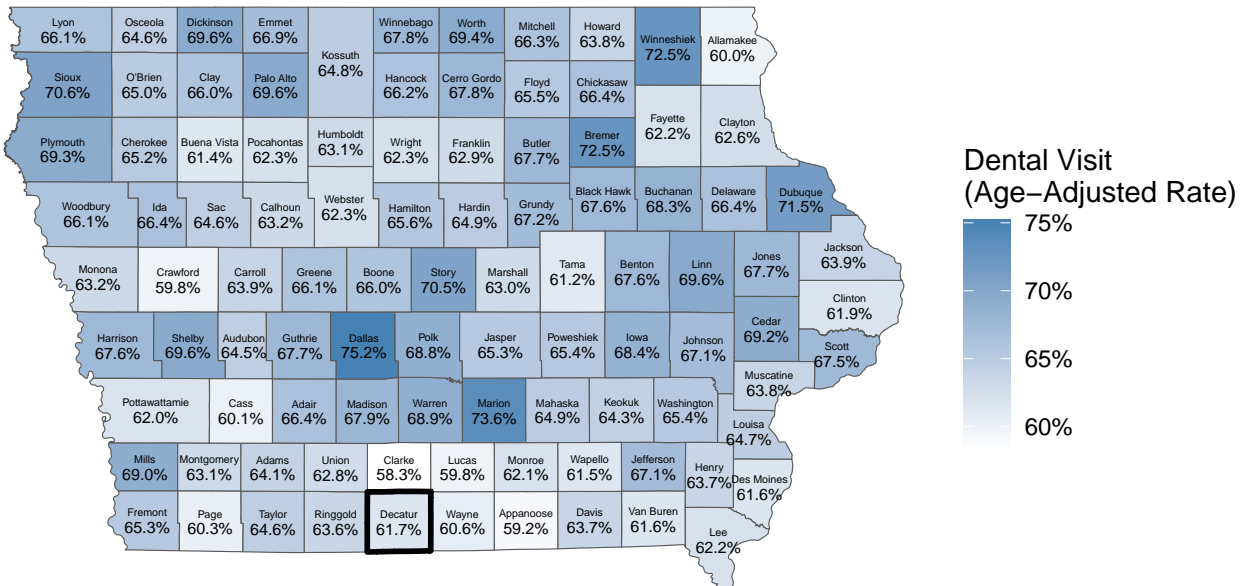 Lyon
66.1%
Osceola
64.6%
Dickinson
69.6%
Emmet
66.9%
Kossuth
64.8%
Winnebago
67.8%
Worth
69.4%
Mitchell
66.3%
Howard
63.8%
Winneshiek
72.5%
Allamakee
60.0%
Sioux
70.6%
O'Brien
65.0%
Clay
66.0%
Palo Alto
69.6%
Hancock
66.2%
Cerro Gordo
67.8%
Floyd
65.5%
Chickasaw
66.4%
Fayette
62.2%
Clayton
62.6%
Plymouth
69.3%
Cherokee
65.2%
Buena Vista
61.4%
Pocahontas
62.3%
Humboldt
63.1%
Wright
62.3%
Franklin
62.9%
Butler
67.7%
Bremer
72.5%
Woodbury
66.1%
Ida
66.4%
Sac
64.6%
Calhoun
63.2%
Webster
62.3%
Hamilton
65.6%
Hardin
64.9%
Grundy
67.2%
Black Hawk
67.6%
Buchanan
68.3%
Delaware
66.4%
Dubuque
71.5%
Monona
63.2%
Crawford
59.8%
Carroll
63.9%
Greene
66.1%
Boone
66.0%
Story
70.5%
Marshall
63.0%
Tama
61.2%
Benton
67.6%
Linn
69.6%
Jones
67.7%
Jackson
63.9%
Clinton
61.9%
Harrison
67.6%
Shelby
69.6%
Audubon
64.5%
Guthrie
67.7%
Dallas
75.2%
Polk
68.8%
Jasper
65.3%
Poweshiek
65.4%
Iowa
68.4%
Johnson
67.1%
Cedar
69.2%
Scott
67.5%
Muscatine
63.8%
Pottawattamie
62.0%
Cass
60.1%
Adair
66.4%
Madison
67.9%
Warren
68.9%
Marion
73.6%
Mahaska
64.9%
Keokuk
64.3%
Washington
65.4%
Louisa
64.7%
Mills
69.0%
Montgomery
63.1%
Adams
64.1%
Union
62.8%
Clarke
58.3%
Lucas
59.8%
Monroe
62.1%
Wapello
61.5%
Jefferson
67.1%
Henry
63.7%
Des Moines
61.6%
Fremont
65.3%
Page
60.3%
Taylor
64.6%
Ringgold
63.6%
Decatur
61.7%
Wayne
60.6%
Appanoose
59.2%
Davis
63.7%
Van Buren
61.6%
Lee
62.2%
Dental Visit
(Age−Adjusted Rate)
75%
70%
65%
60%